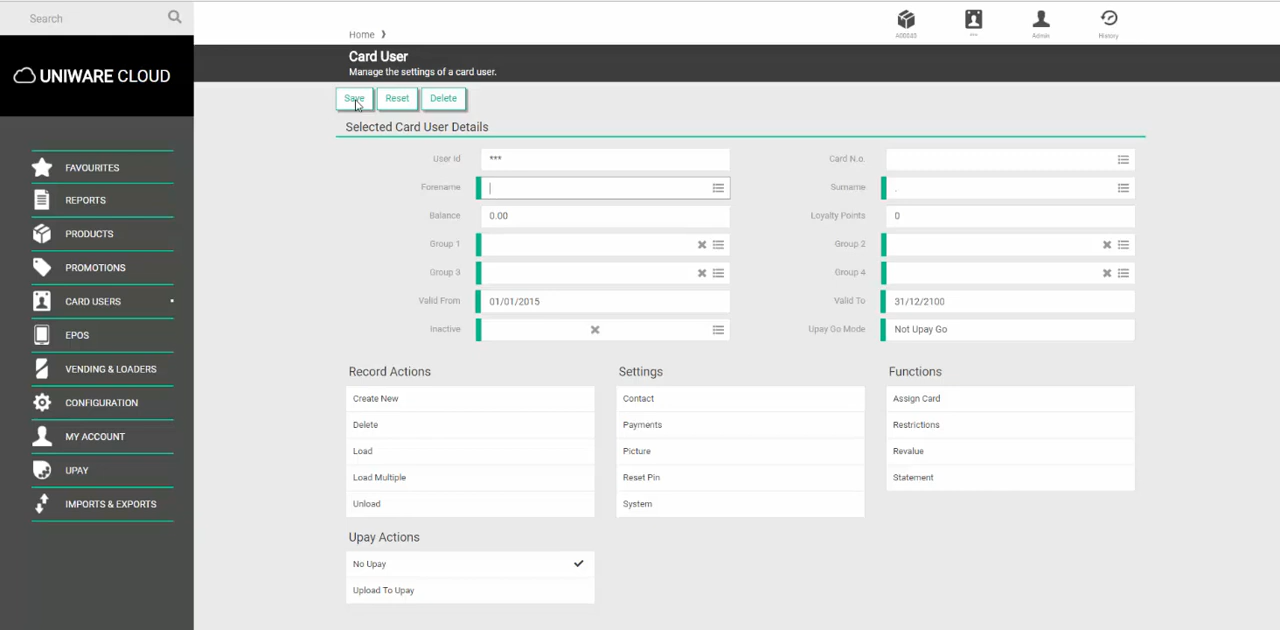 Search
UNIWARE CLOUD
FAVOURITES
REPORTS
PRODUCTS
PROMOTIONS
CARD USERS
EPOS
VENDING & LOADERS
CONFIGURATION
MY ACCOUNT
UPAY
IMPORTS & EXPORTS
Home ❯
A00043
***
Admin
History
Card User
Manage the settings of a card user.
Save Reset Delete
Selected Card User Details
User Id *** Card N.o.
Forename Surname .
Balance 0.00 Loyalty Points 0
Group 1 Group 2
Group 3 Group 4
Valid From 01/01/2015 Valid To 31/12/2100
Inactive Upay Go Mode Not Upay Go
Record Actions
Create New
Delete
Load
Load Multiple
Unload
Settings
Contact
Payments
Picture
Reset Pin
System
Functions
Assign Card
Restrictions
Revalue
Statement
Upay Actions
No Upay
Upload To Upay